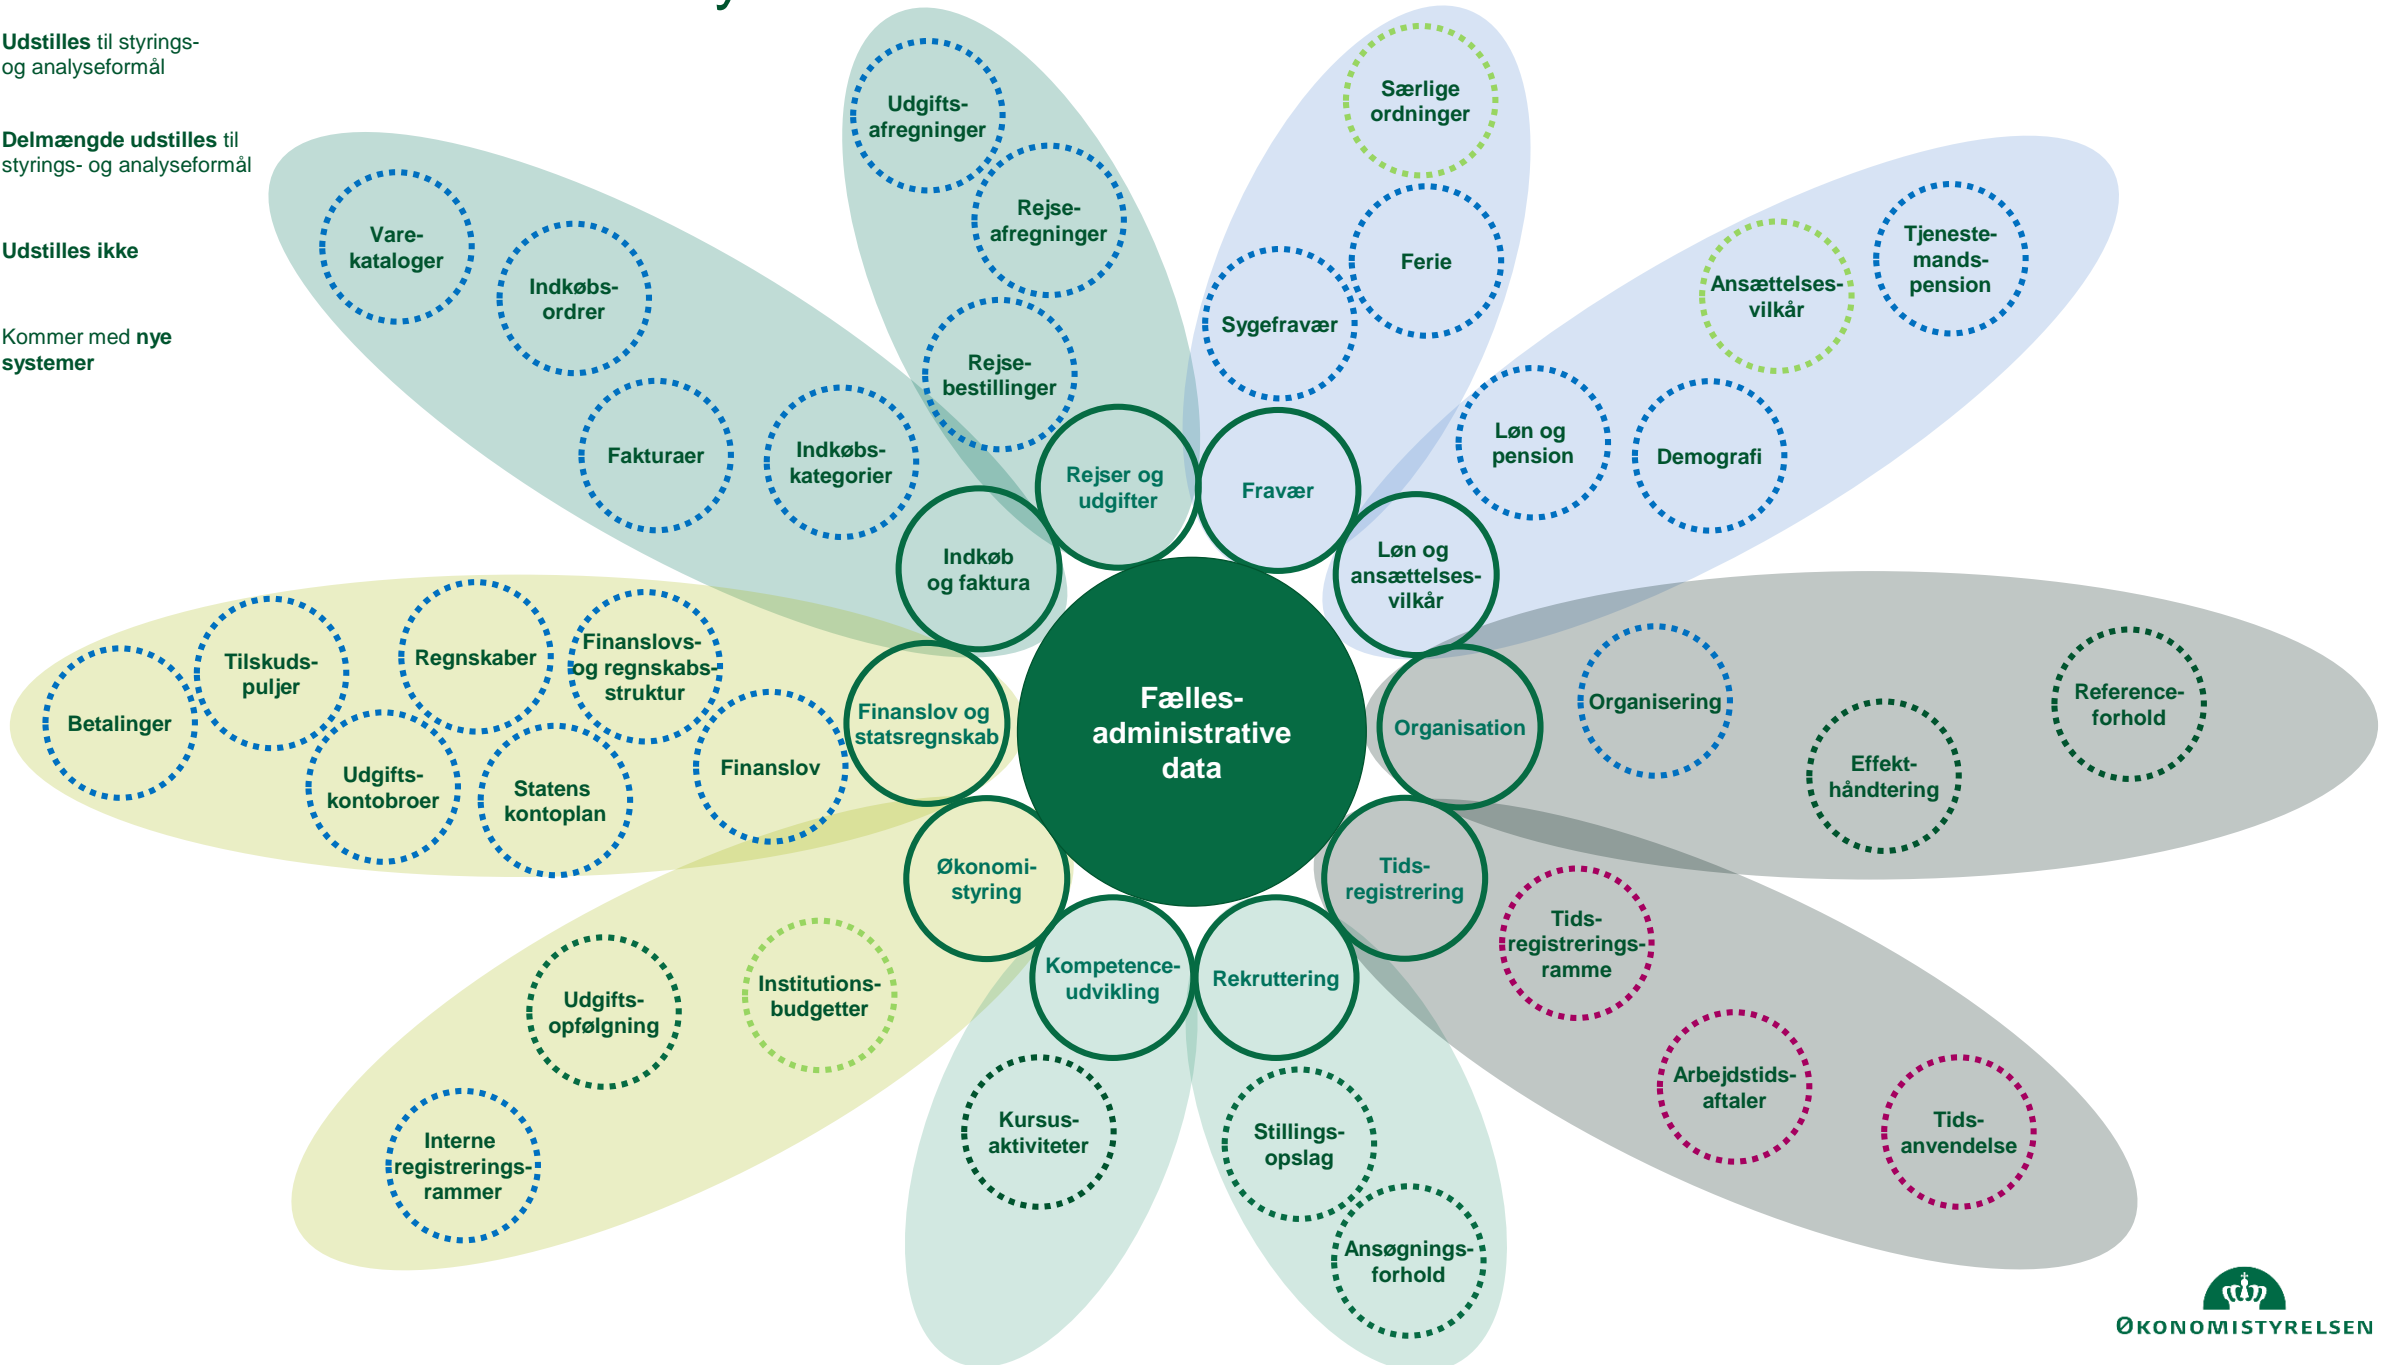 Udstilles til styrings-
og analyseformål
Delmængde udstilles til
styrings- og analyseformål
Udstilles ikke
Kommer med nye
systemer
Vare-
kataloger
Indkøbs-
ordrer
Fakturaer
Indkøbs-
kategorier
Indkøb
og faktura
Udgifts-
afregninger
Rejse-
afregninger
Rejse-
bestillinger
Rejser og
udgifter
Særlige
ordninger
Ferie
Sygefravær
Fravær
Tjeneste-
mands-
pension
Ansættelses-
vilkår
Løn og
pension
Demografi
Løn og
ansættelses-
vilkår
Betalinger
Tilskuds-
puljer
Regnskaber
Finanslovs-
og regnskabs-
struktur
Udgifts-
kontobroer
Statens
kontoplan
Finanslov
Finanslov og
statsregnskab
Fælles-
administrative
data
Organisation
Organisering
Effekt-
håndtering
Reference-
forhold
Økonomi-
styring
Institutions-
budgetter
Udgifts-
opfølgning
Interne
registrerings-
rammer
Kompetence-
udvikling
Kursus-
aktiviteter
Rekruttering
Stillings-
opslag
Ansøgnings-
forhold
Tids-
registrering
Tids-
registrerings-
ramme
Arbejdstids-
aftaler
Tids-
anvendelse
ØKONOMISTYRELSEN